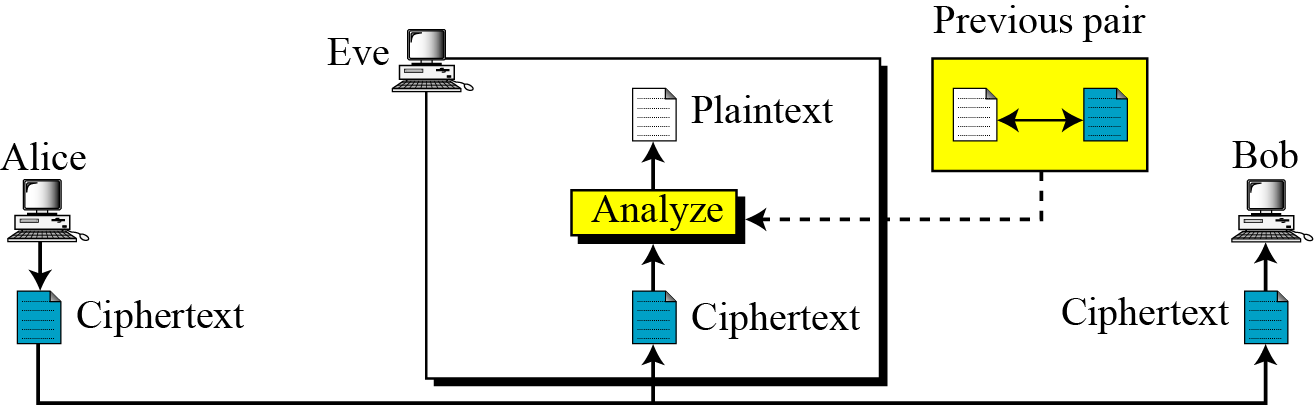 Previous pair
Eve
Plaintext
Alice
Bob
Analyze
Ciphertext
Ciphertext
Ciphertext